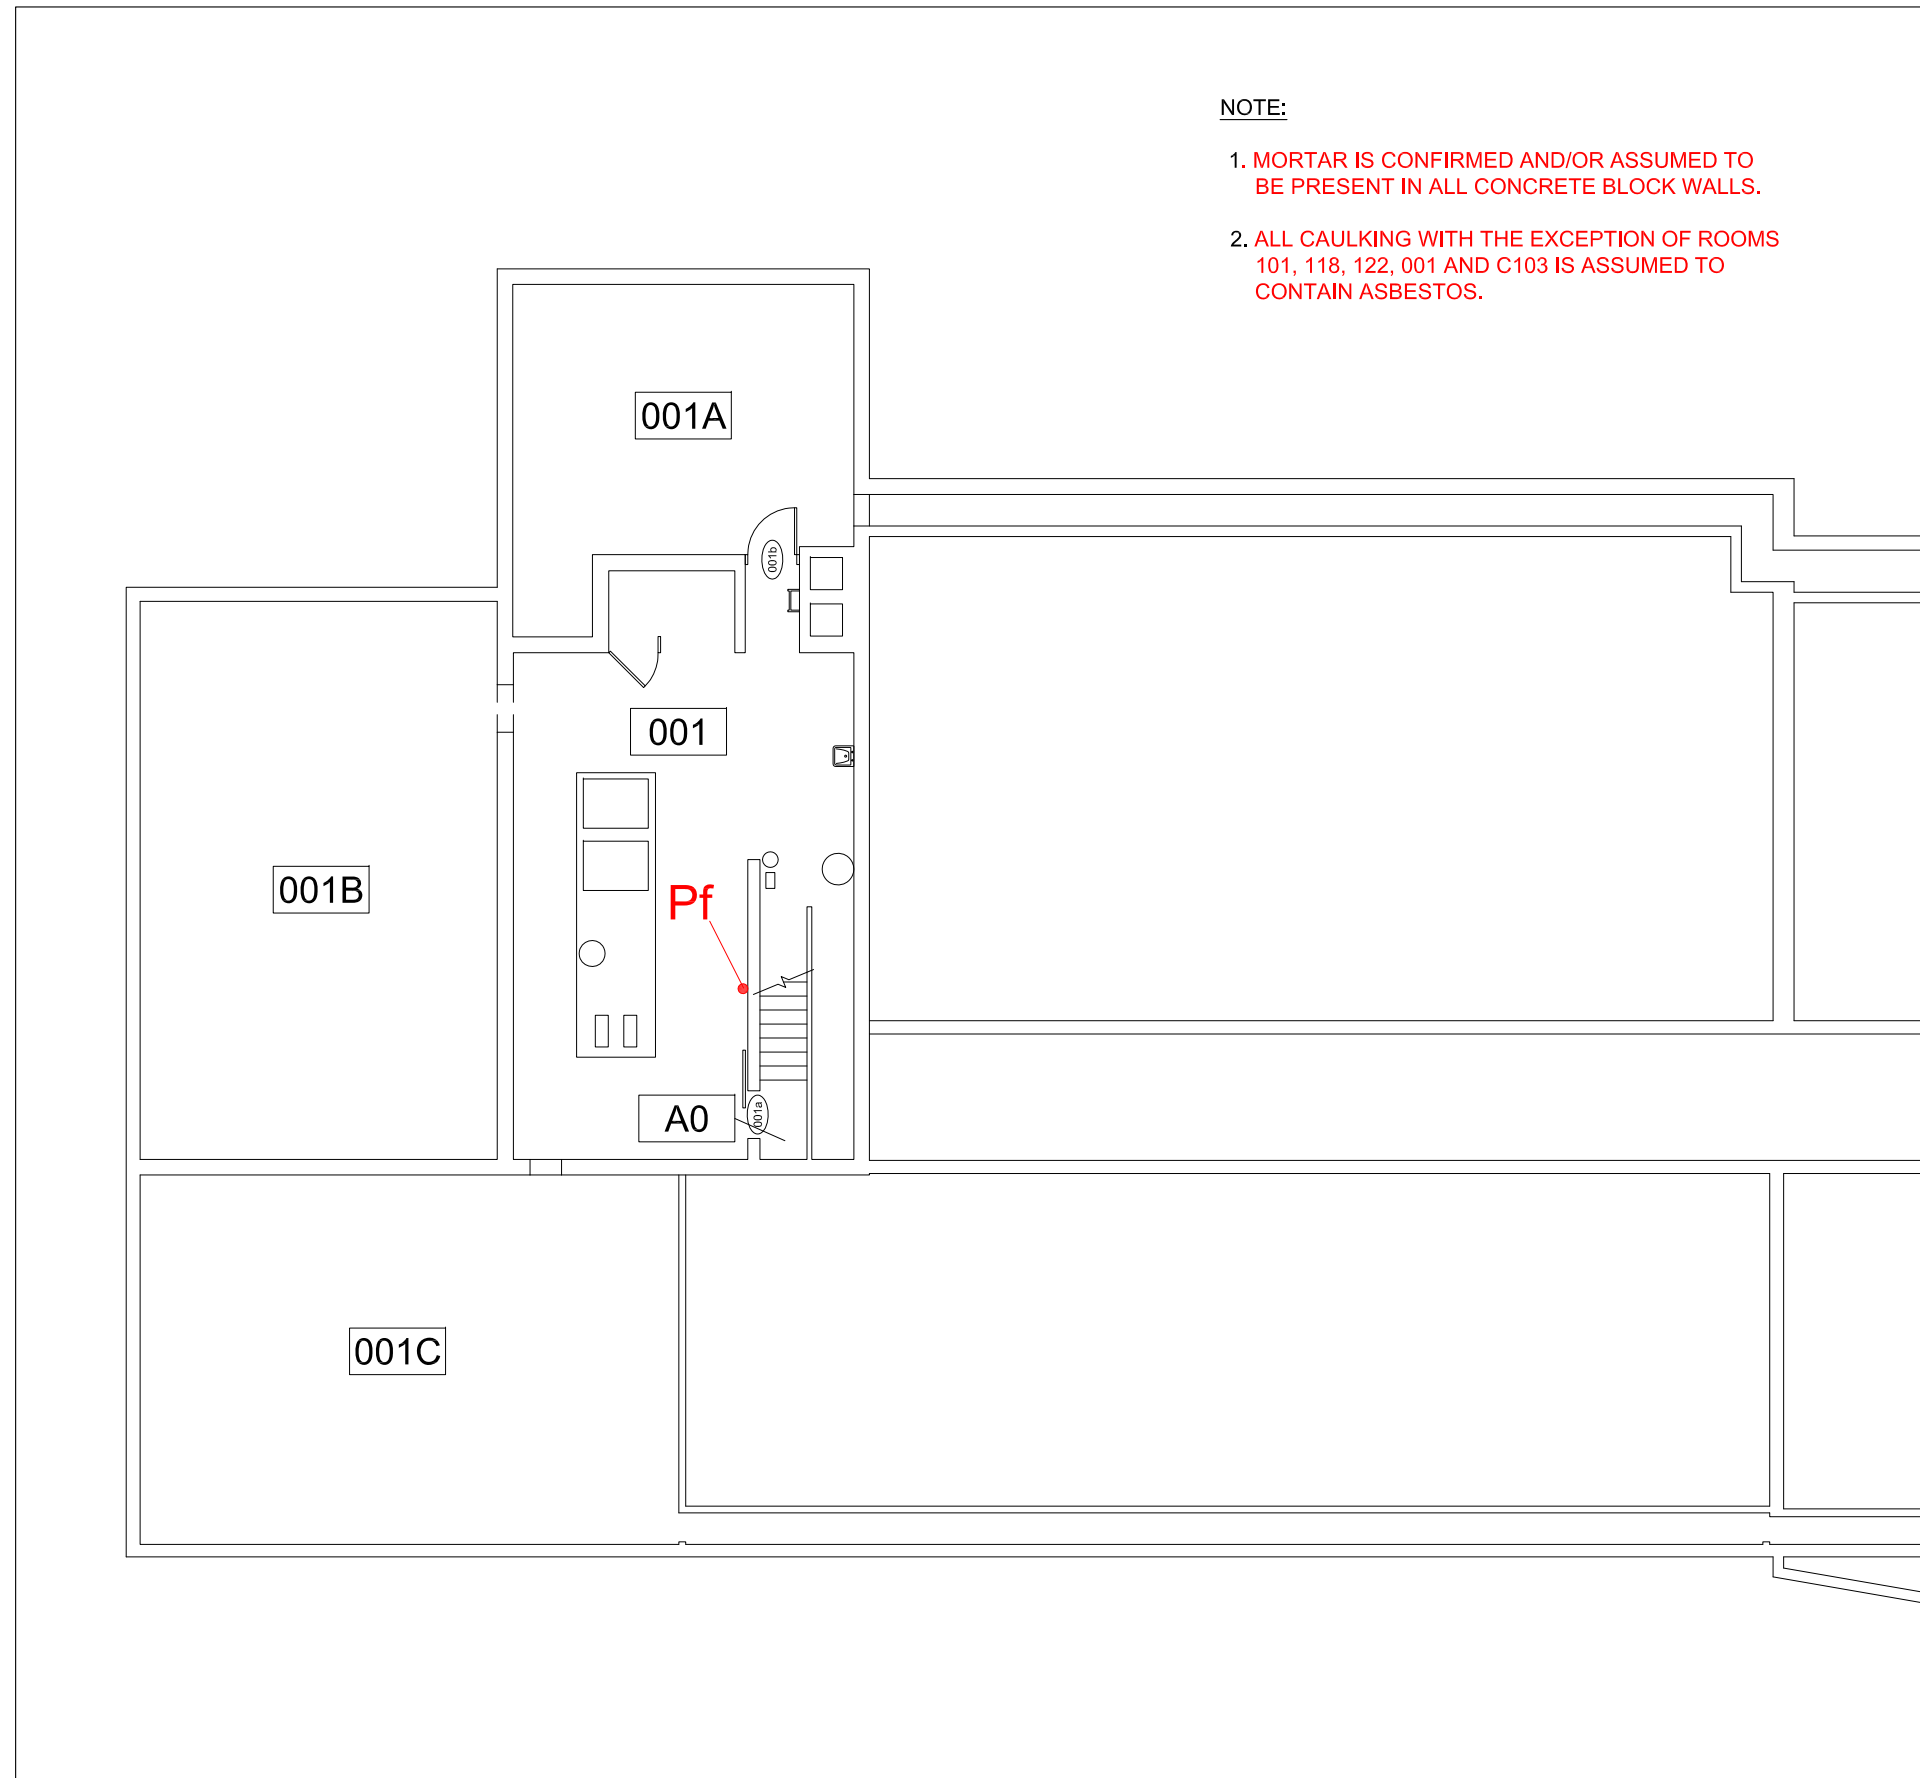 NOTE:
1. MORTAR IS CONFIRMED AND/OR ASSUMED TO
BE PRESENT IN ALL CONCRETE BLOCK WALLS.
2. ALL CAULKING WITH THE EXCEPTION OF ROOMS
101, 118, 122, 001 AND C103 IS ASSUMED TO
CONTAIN ASBESTOS.
001A
001b
001
001B
Pf
A0
001a
001C